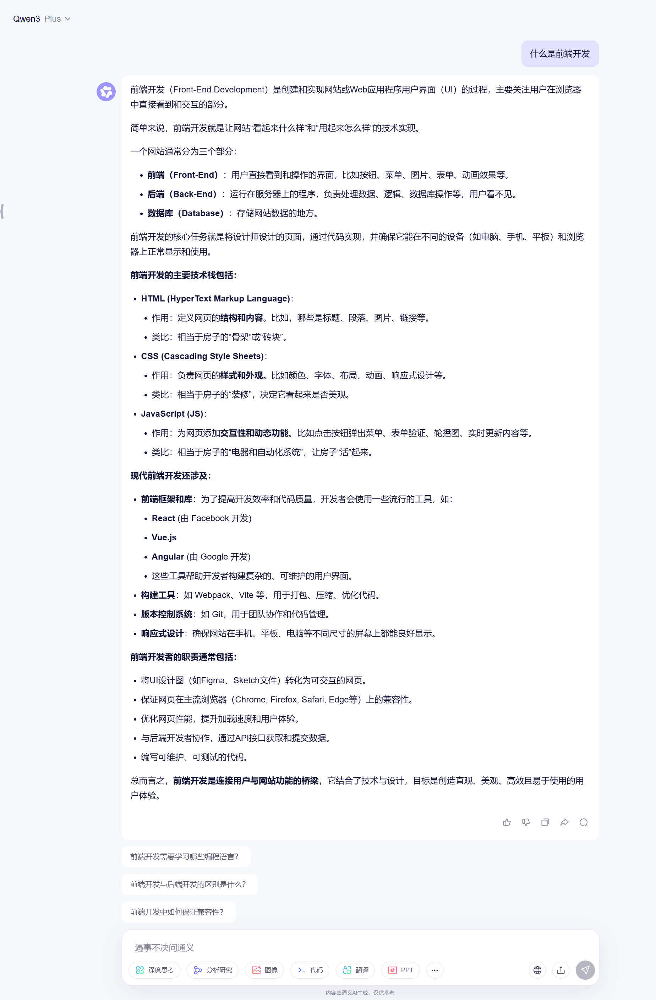 Qwen3 Plus
什么是前端开发
前端开发（Front-End Development）是创建和实现网站或Web应用程序用户界面（UI）的过程，主要关注用户在浏览器
中直接看到和交互的部分。
简单来说，前端开发就是让网站“看起来什么样”和“用起来怎么样”的技术实现。
一个网站通常分为三个部分：
• 前端（Front-End）：用户直接看到和操作的界面，比如按钮、菜单、图片、表单、动画效果等。
• 后端（Back-End）：运行在服务器上的程序，负责处理数据、逻辑、数据库操作等，用户看不见。
• 数据库（Database）：存储网站数据的地方。
前端开发的核心任务就是将设计师设计的页面，通过代码实现，并确保它能在不同的设备（如电脑、手机、平板）和浏览
器上正常显示和使用。
前端开发的主要技术栈包括：
• HTML (HyperText Markup Language)：
• 作用：定义网页的结构和内容。比如，哪些是标题、段落、图片、链接等。
• 类比：相当于房子的“骨架”或“砖块”。
• CSS (Cascading Style Sheets)：
• 作用：负责网页的样式和外观。比如颜色、字体、布局、动画、响应式设计等。
• 类比：相当于房子的“装修”，决定它看起来是否美观。
• JavaScript (JS)：
• 作用：为网页添加交互性和动态功能。比如点击按钮弹出菜单、表单验证、轮播图、实时更新内容等。
• 类比：相当于房子的“电器和自动化系统”，让房子“活”起来。
现代前端开发还涉及：
• 前端框架和库：为了提高开发效率和代码质量，开发者会使用一些流行的工具，如：
• React (由 Facebook 开发)
• Vue.js
• Angular (由 Google 开发)
• 这些工具帮助开发者构建复杂的、可维护的用户界面。
• 构建工具：如 Webpack、Vite 等，用于打包、压缩、优化代码。
• 版本控制系统：如 Git，用于团队协作和代码管理。
• 响应式设计：确保网站在手机、平板、电脑等不同尺寸的屏幕上都能良好显示。
前端开发者的职责通常包括：
• 将UI设计图（如Figma、Sketch文件）转化为可交互的网页。
• 保证网页在主流浏览器（Chrome, Firefox, Safari, Edge等）上的兼容性。
• 优化网页性能，提升加载速度和用户体验。
• 与后端开发者协作，通过API接口获取和提交数据。
• 编写可维护、可测试的代码。
总而言之，前端开发是连接用户与网站功能的桥梁，它结合了技术与设计，目标是创造直观、美观、高效且易于使用的用
户体验。
前端开发需要学习哪些编程语言？
前端开发与后端开发的区别是什么？
前端开发中如何保证兼容性？
遇事不决问通义
深度思考 分析研究 图像 代码 翻译 PPT
内容由通义AI生成，仅供参考